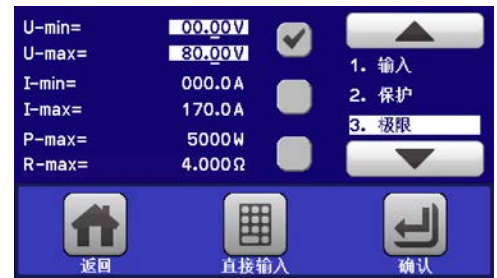 U-min= 00.00V
U-max= 80.00V
I-min= 000.0A
I-max= 170.0A
P-max= 5000W
R-max= 4.000Ω
1. 输入
2. 保护
3. 极限
返回
直接输入
确认